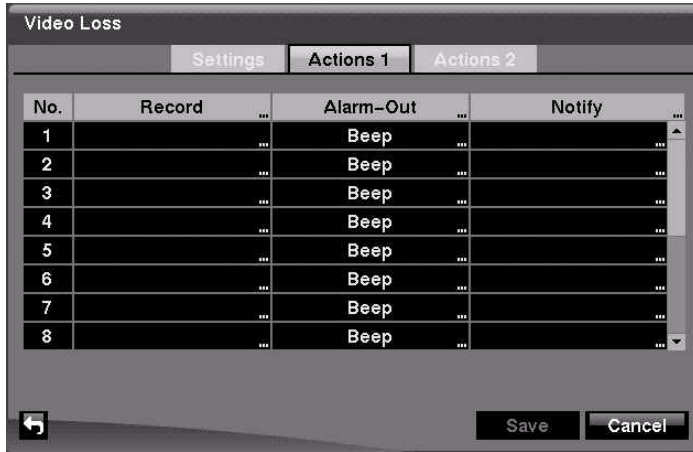 Video Loss
Settings Actions 1 Actions 2
No. Record ... Alarm-Out ... Notify ...
1 ... Beep ... ...
2 ... Beep ... ...
3 ... Beep ... ...
4 ... Beep ... ...
5 ... Beep ... ...
6 ... Beep ... ...
7 ... Beep ... ...
8 ... Beep ... ...
Save Cancel